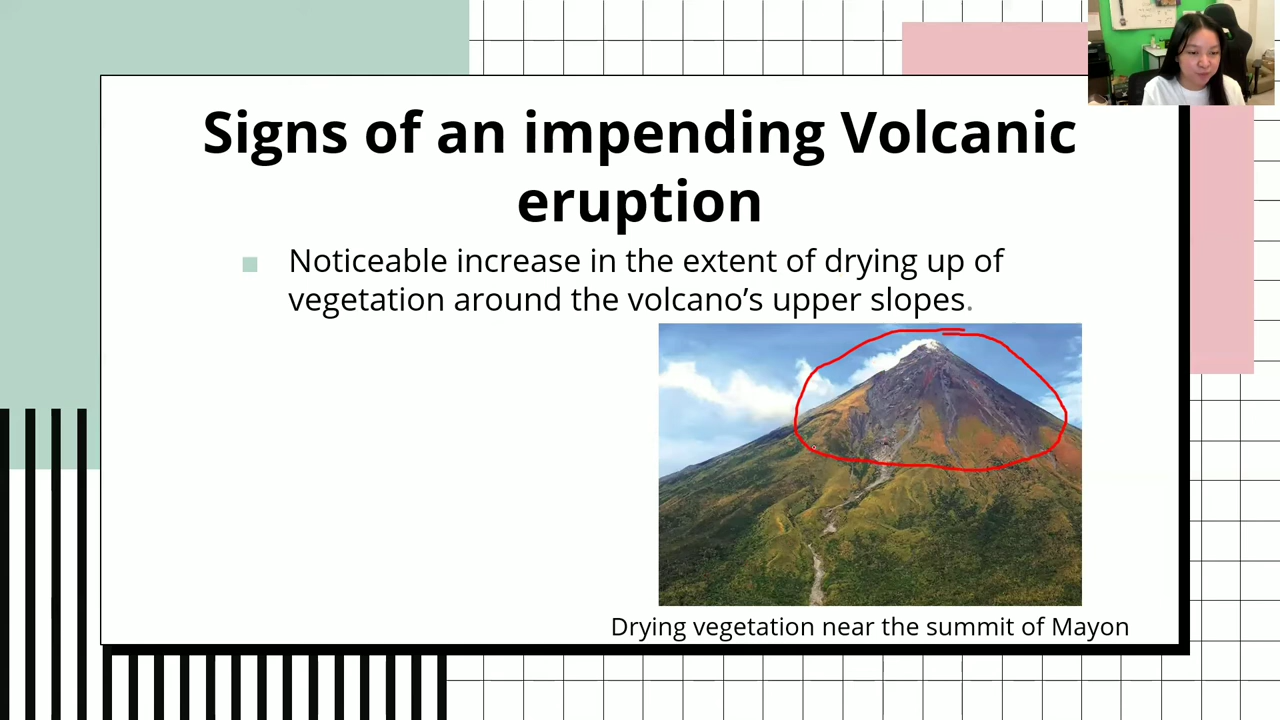 Signs of an impending Volcanic
eruption
Noticeable increase in the extent of drying up of
vegetation around the volcano’s upper slopes.
Drying vegetation near the summit of Mayon